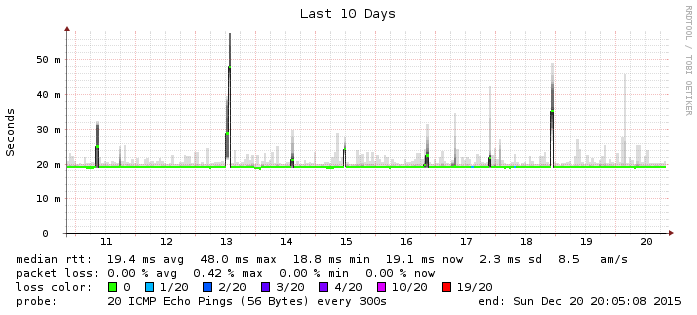 Last 10 Days
RRDTOOL / TOBI OETIKER
Seconds
50 m
40 m
30 m
20 m
10 m
0
11 12 13 14 15 16 17 18 19 20
median rtt: 19.4 ms avg 48.0 ms max 18.8 ms min 19.1 ms now 2.3 ms sd 8.5 am/s
packet loss: 0.00 % avg 0.42 % max 0.00 % min 0.00 % now
loss color: 0 1/20 2/20 3/20 4/20 10/20 19/20
probe: 20 ICMP Echo Pings (56 Bytes) every 300s end: Sun Dec 20 20:05:08 2015